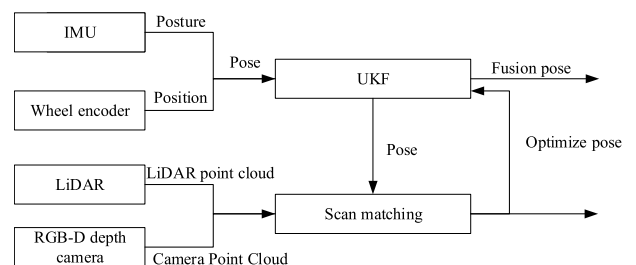 IMU
Posture
Pose
Wheel encoder
Position
UKF
Fusion pose
Pose
Optimize pose
LiDAR
LiDAR point cloud
Scan matching
RGB-D depth
camera
Camera Point Cloud